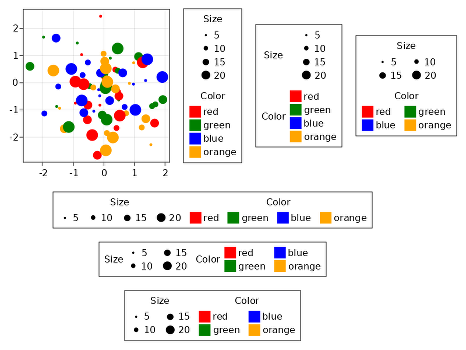 2
1
0
-1
-2
-2 -1 0 1 2
Size
5
10
15
20
Color
red
green
blue
orange
Size
5
10
15
20
Color
red
green
blue
orange
Size
5 10
15 20
Color
red green
blue orange
Size Color
5 10 15 20 red green blue orange
Size 5 15 Color red blue
10 20 green orange
Size Color
5 15 red blue
10 20 green orange